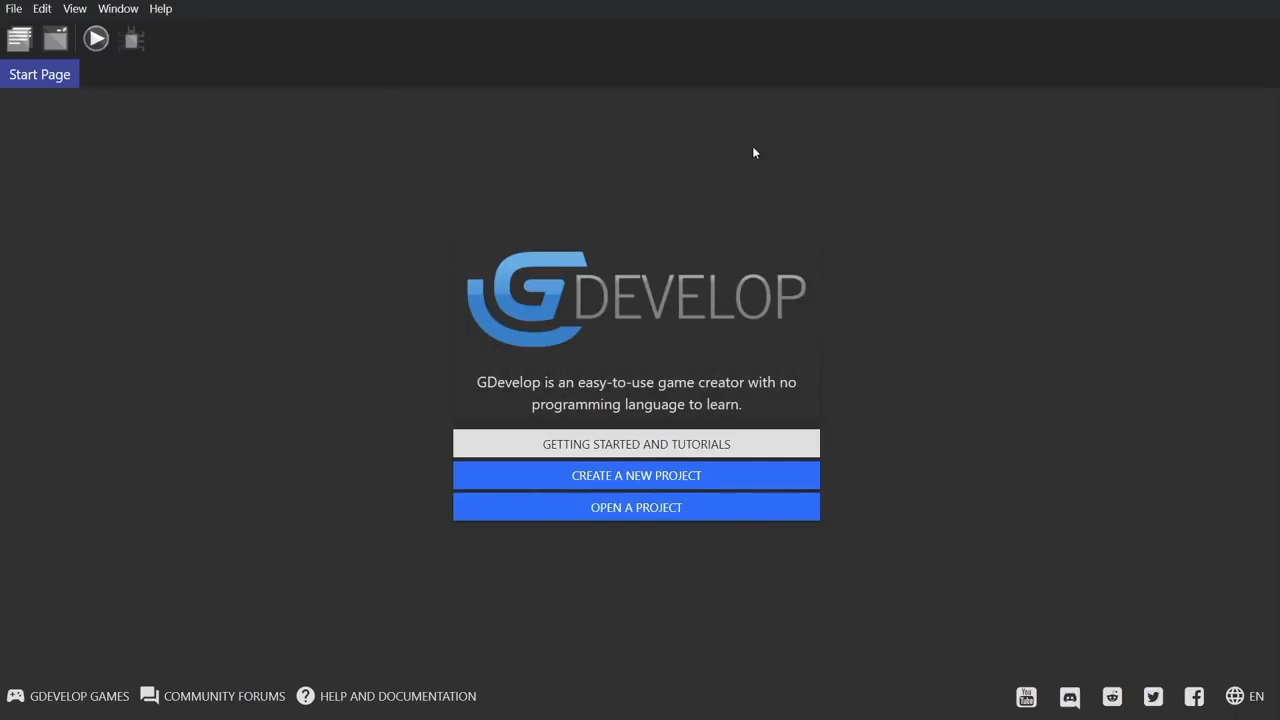 File Edit View Window Help
Start Page
GDEVELOP
GDevelop is an easy-to-use game creator with no
programming language to learn.
GETTING STARTED AND TUTORIALS
CREATE A NEW PROJECT
OPEN A PROJECT
GDEVELOP GAMES COMMUNITY FORUMS ? HELP AND DOCUMENTATION You Tube EN